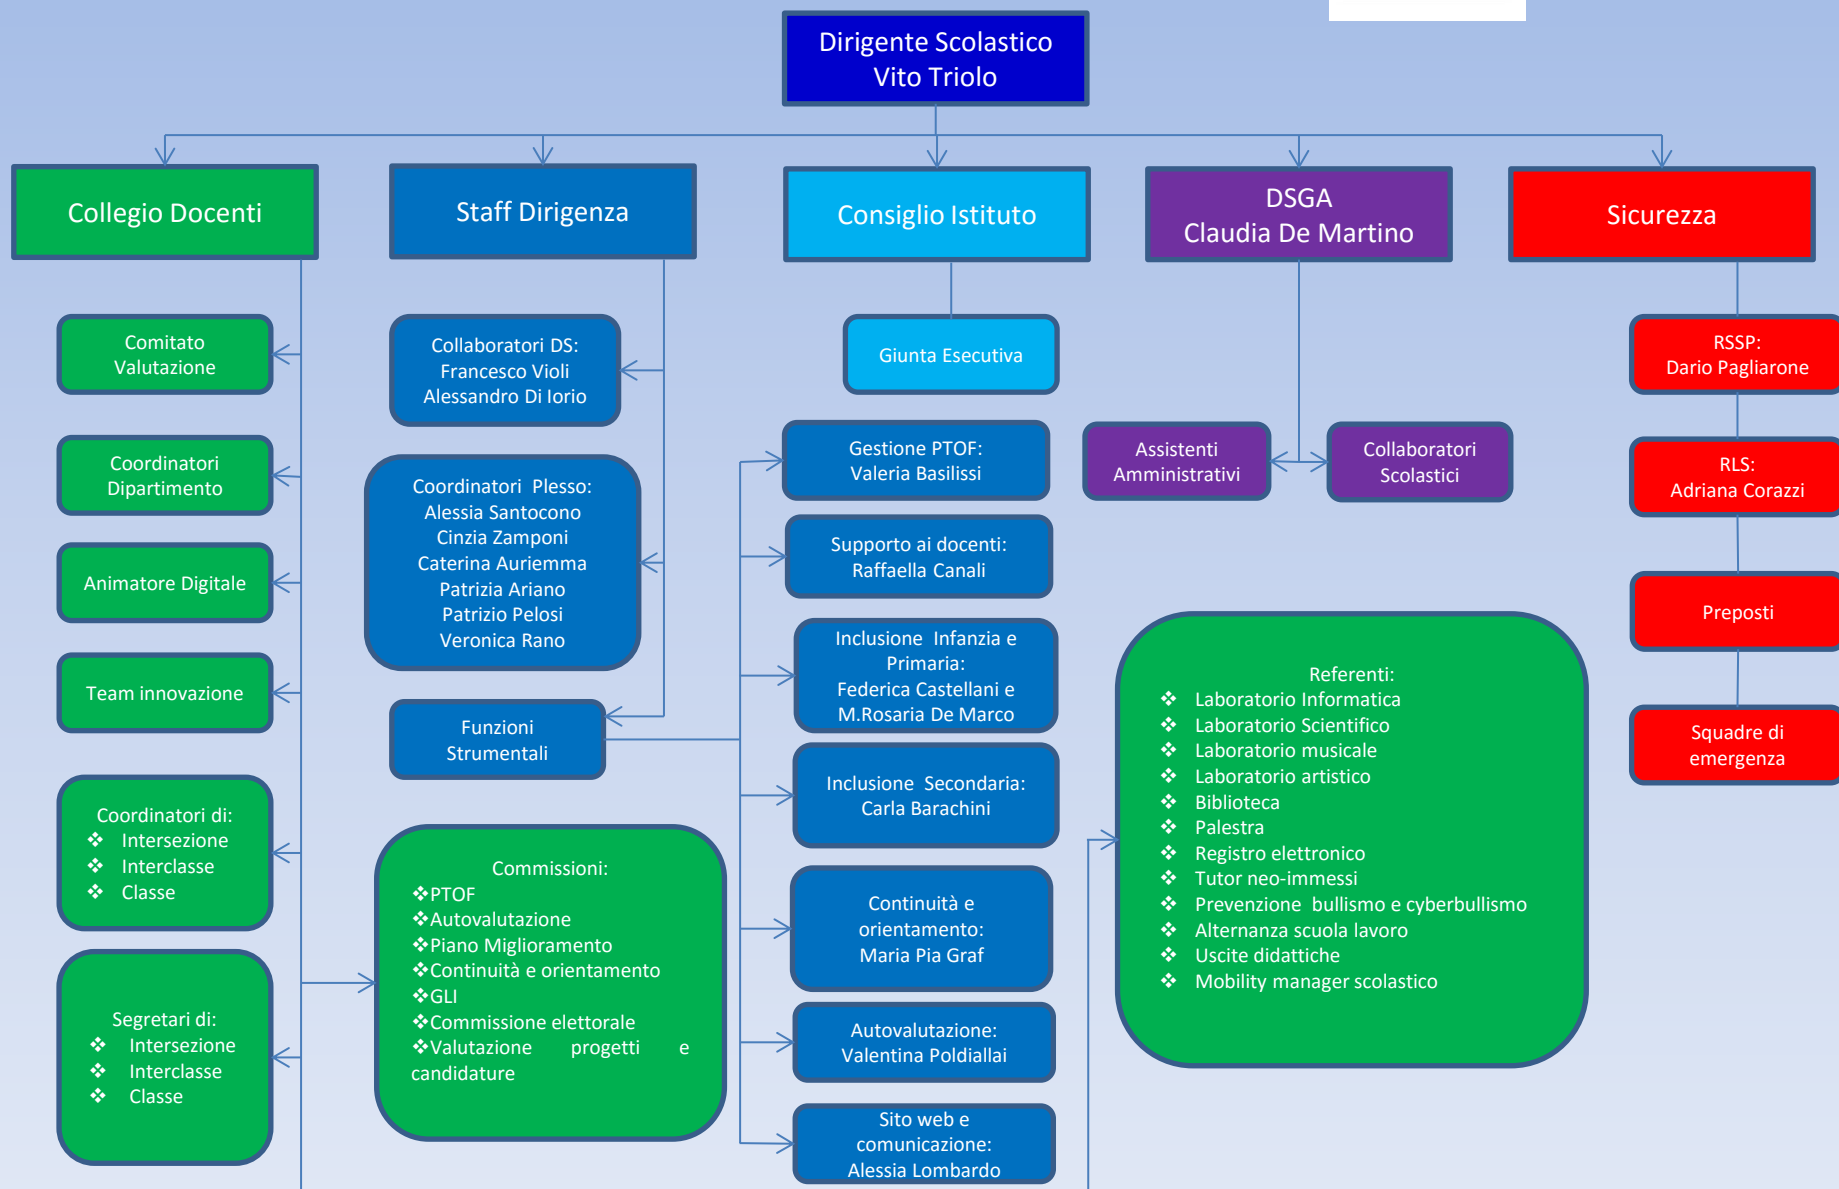 Dirigente Scolastico
Vito Triolo
Collegio Docenti
Staff Dirigenza
Consiglio Istituto
DSGA
Claudia De Martino
Sicurezza
Comitato
Valutazione
Coordinatori
Dipartimento
Animatore Digitale
Team innovazione
Coordinatori di:
❖ Intersezione
❖ Interclasse
❖ Classe
Segretari di:
❖ Intersezione
❖ Interclasse
❖ Classe
Collaboratori DS:
Francesco Violi
Alessandro Di Iorio
Coordinatori Plesso:
Alessia Santocono
Cinzia Zamponi
Caterina Auriemma
Patrizia Ariano
Patrizio Pelosi
Veronica Rano
Funzioni
Strumentali
Commissioni:
❖PTOF
❖Autovalutazione
❖Piano Miglioramento
❖Continuità e orientamento
❖GLI
❖Commissione elettorale
❖Valutazione progetti e
candidature
Giunta Esecutiva
Gestione PTOF:
Valeria Basilissi
Supporto ai docenti:
Raffaella Canali
Inclusione Infanzia e
Primaria:
Federica Castellani e
M.Rosaria De Marco
Inclusione Secondaria:
Carla Barachini
Continuità e
orientamento:
Maria Pia Graf
Autovalutazione:
Valentina Poldiallai
Sito web e
comunicazione:
Alessia Lombardo
Assistenti
Amministrativi
Collaboratori
Scolastici
Referenti:
❖ Laboratorio Informatica
❖ Laboratorio Scientifico
❖ Laboratorio musicale
❖ Laboratorio artistico
❖ Biblioteca
❖ Palestra
❖ Registro elettronico
❖ Tutor neo-immessi
❖ Prevenzione bullismo e cyberbullismo
❖ Alternanza scuola lavoro
❖ Uscite didattiche
❖ Mobility manager scolastico
RSSP:
Dario Pagliarone
RLS:
Adriana Corazzi
Preposti
Squadre di
emergenza